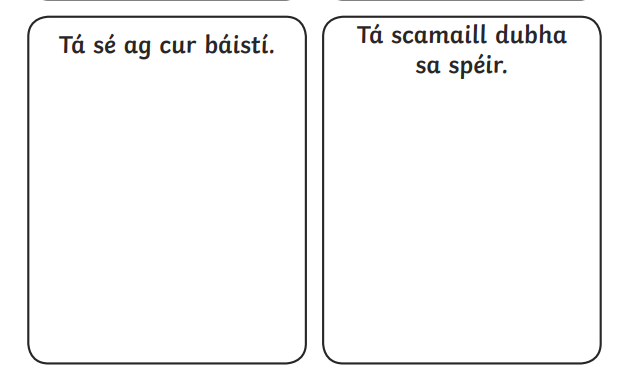 Tá sé ag cur báistí.
Tá scamaill dubha
sa spéir.